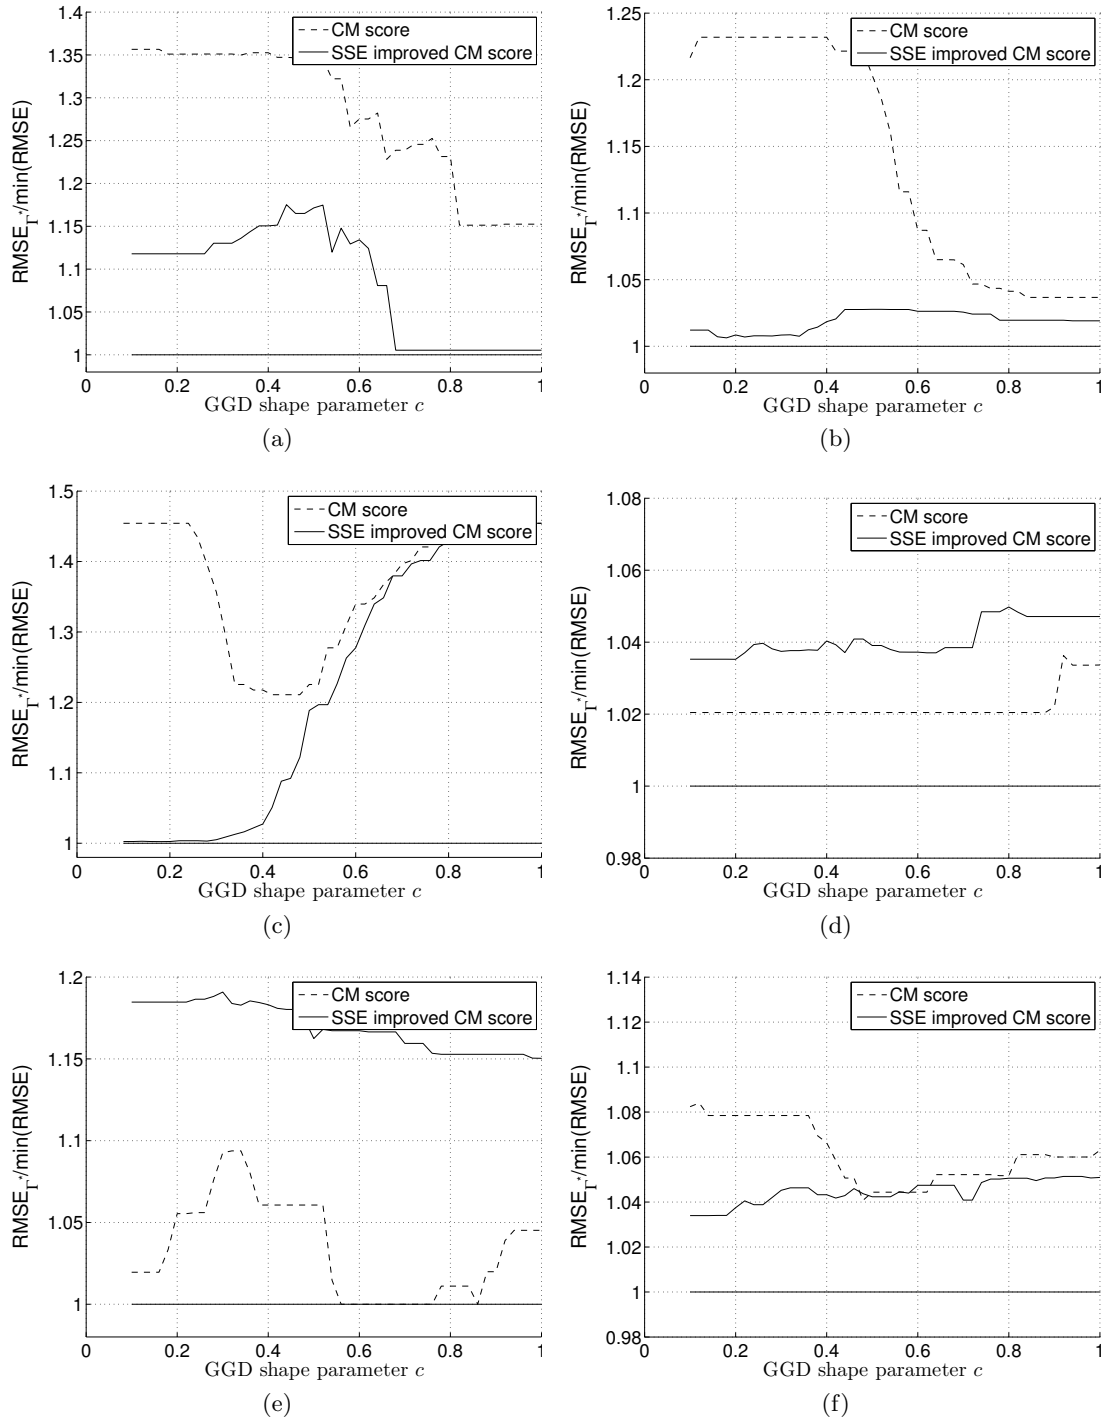 1.4
1.35
1.3
1.25
1.2
1.15
1.1
1.05
1
RMSE_Γ*/min(RMSE)
CM score
SSE improved CM score
0 0.2 0.4 0.6 0.8 1
GGD shape parameter c
(a)
1.25
1.2
1.15
1.1
1.05
1
RMSE_Γ*/min(RMSE)
CM score
SSE improved CM score
0 0.2 0.4 0.6 0.8 1
GGD shape parameter c
(b)
1.5
1.4
1.3
1.2
1.1
1
RMSE_Γ*/min(RMSE)
CM score
SSE improved CM score
0 0.2 0.4 0.6 0.8 1
GGD shape parameter c
(c)
1.08
1.06
1.04
1.02
1
0.98
RMSE_Γ*/min(RMSE)
CM score
SSE improved CM score
0 0.2 0.4 0.6 0.8 1
GGD shape parameter c
(d)
1.2
1.15
1.1
1.05
1
RMSE_Γ*/min(RMSE)
CM score
SSE improved CM score
0 0.2 0.4 0.6 0.8 1
GGD shape parameter c
(e)
1.14
1.12
1.1
1.08
1.06
1.04
1.02
1
0.98
RMSE_Γ*/min(RMSE)
CM score
SSE improved CM score
0 0.2 0.4 0.6 0.8 1
GGD shape parameter c
(f)